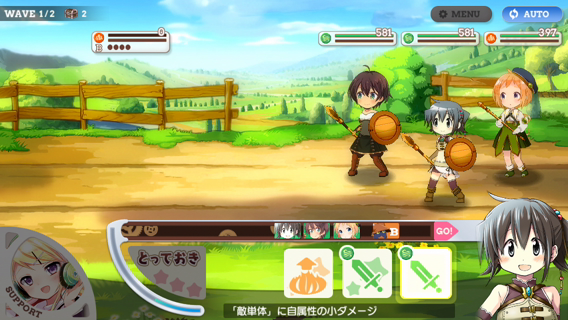 WAVE 1/2 2
MENU
AUTO
0
B
581
581
397
B
GO!
とっておき
SUPPORT
「敵単体」に自属性の小ダメージ